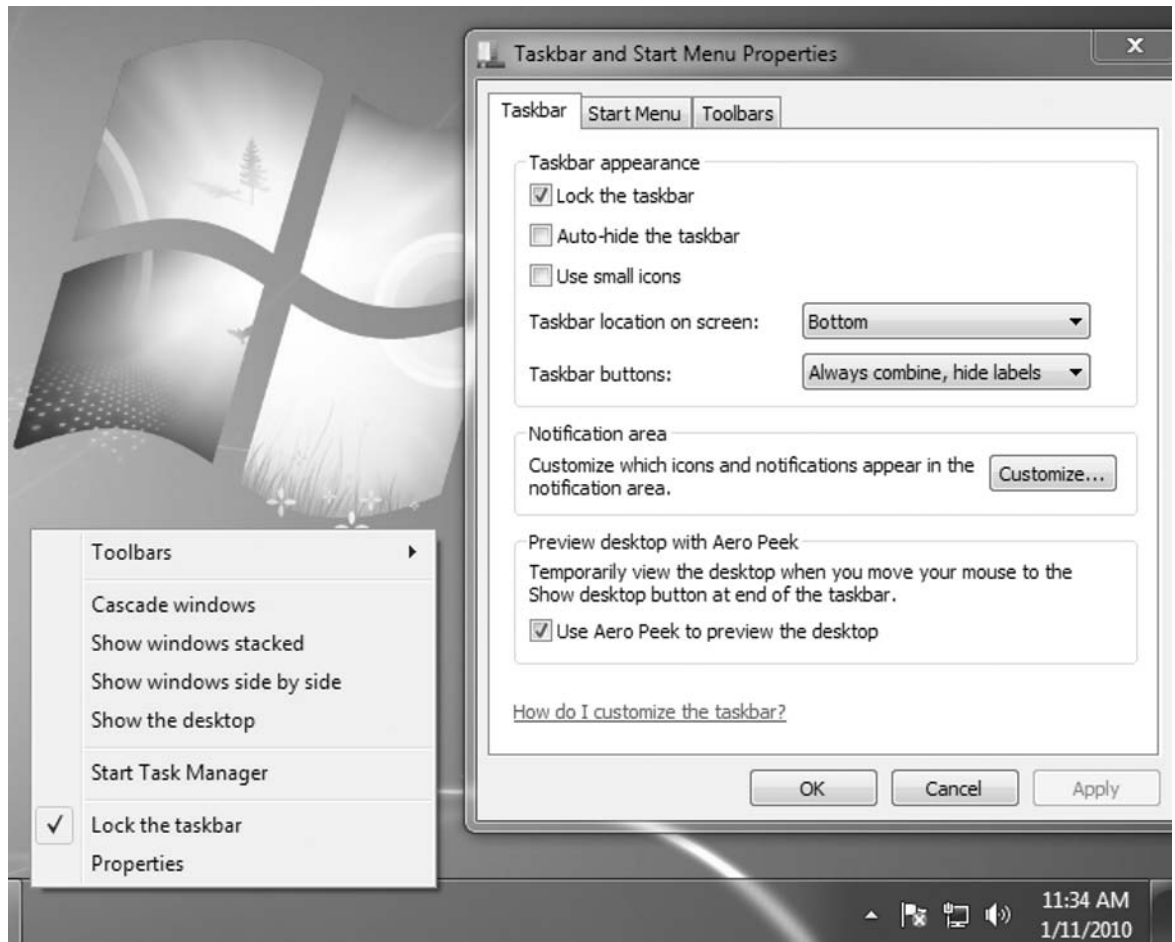 Taskbar and Start Menu Properties
Taskbar
Start Menu
Toolbars
Taskbar appearance
Lock the taskbar
Auto-hide the taskbar
Use small icons
Taskbar location on screen:
Bottom
Taskbar buttons:
Always combine, hide labels
Notification area
Customize which icons and notifications appear in the
notification area.
Customize...
Preview desktop with Aero Peek
Temporarily view the desktop when you move your mouse to the
Show desktop button at end of the taskbar.
Use Aero Peek to preview the desktop
How do I customize the taskbar?
OK
Cancel
Apply
Toolbars
Cascade windows
Show windows stacked
Show windows side by side
Show the desktop
Start Task Manager
Lock the taskbar
Properties
11:34 AM
1/11/2010